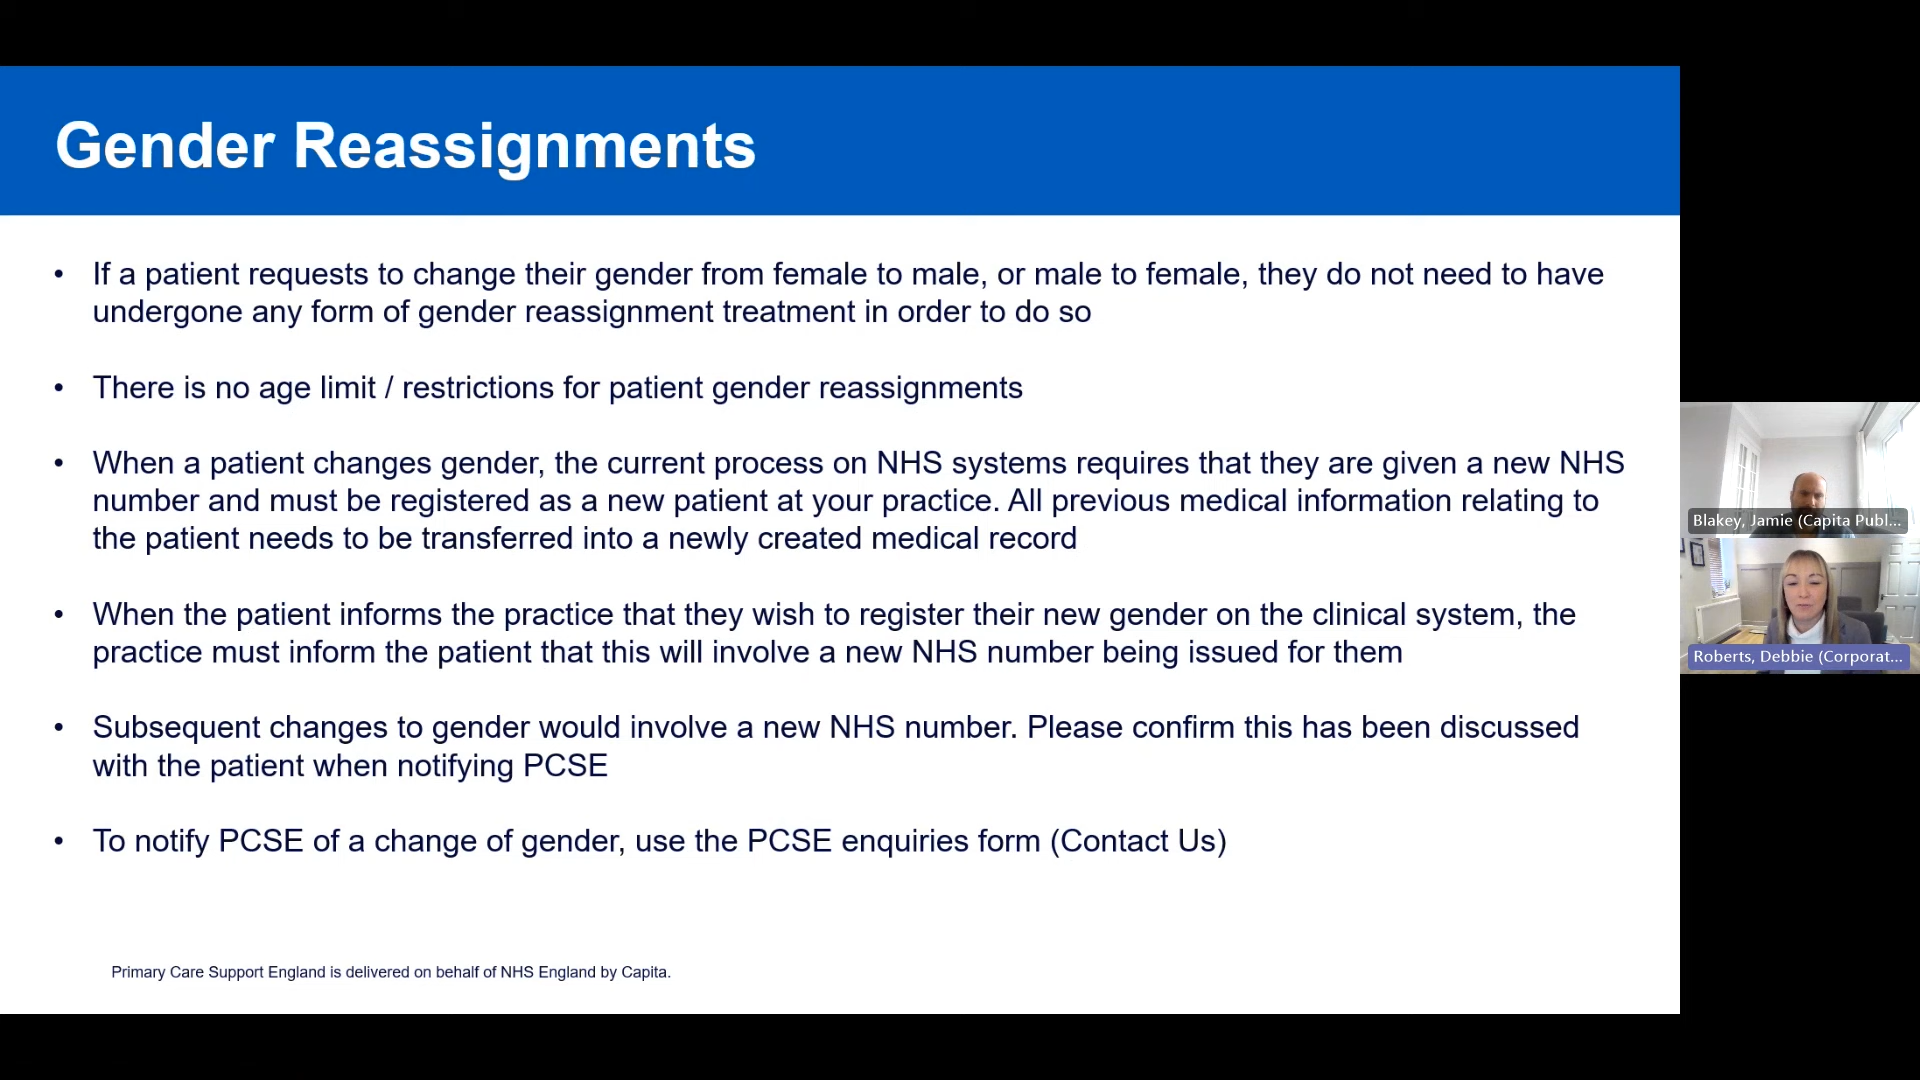 Gender Reassignments
• If a patient requests to change their gender from female to male, or male to female, they do not need to have
undergone any form of gender reassignment treatment in order to do so
• There is no age limit / restrictions for patient gender reassignments
• When a patient changes gender, the current process on NHS systems requires that they are given a new NHS
number and must be registered as a new patient at your practice. All previous medical information relating to
the patient needs to be transferred into a newly created medical record
• When the patient informs the practice that they wish to register their new gender on the clinical system, the
practice must inform the patient that this will involve a new NHS number being issued for them
• Subsequent changes to gender would involve a new NHS number. Please confirm this has been discussed
with the patient when notifying PCSE
• To notify PCSE of a change of gender, use the PCSE enquiries form (Contact Us)
Primary Care Support England is delivered on behalf of NHS England by Capita.
Blakey, Jamie (Capita Publ...
Roberts, Debbie (Corporat...